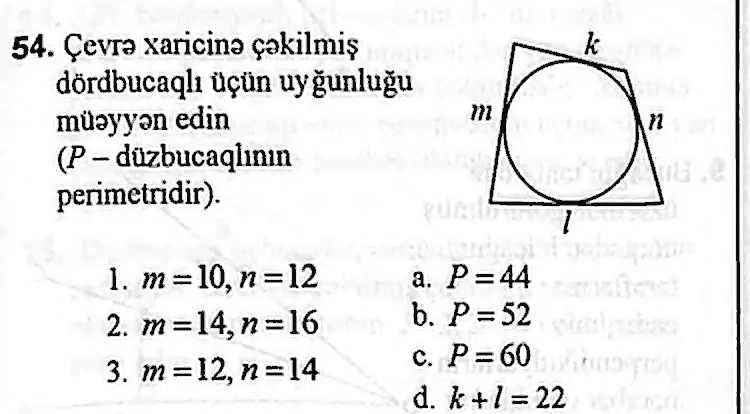 54. Çevrə xaricinə çəkilmiş
dördbucaqlı üçün uyğunluğu
müəyyən edin
(P – düzbucaqlının
perimetridir).
k
m
n
l
1. m = 10, n = 12
2. m = 14, n = 16
3. m = 12, n = 14
a. P = 44
b. P = 52
c. P = 60
d. k + l = 22